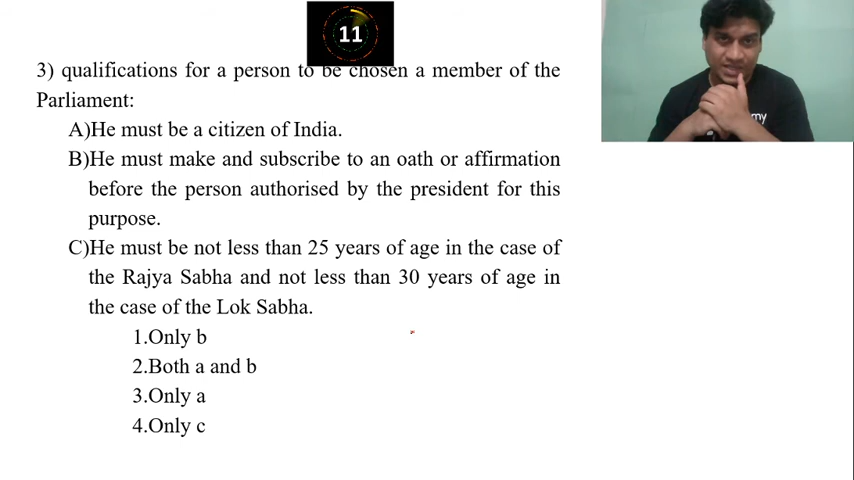 11
3) qualifications for a person to be chosen a member of the
Parliament:
A)He must be a citizen of India.
B)He must make and subscribe to an oath or affirmation
before the person authorised by the president for this
purpose.
C)He must be not less than 25 years of age in the case of
the Rajya Sabha and not less than 30 years of age in
the case of the Lok Sabha.
1.Only b
2.Both a and b
3.Only a
4.Only c